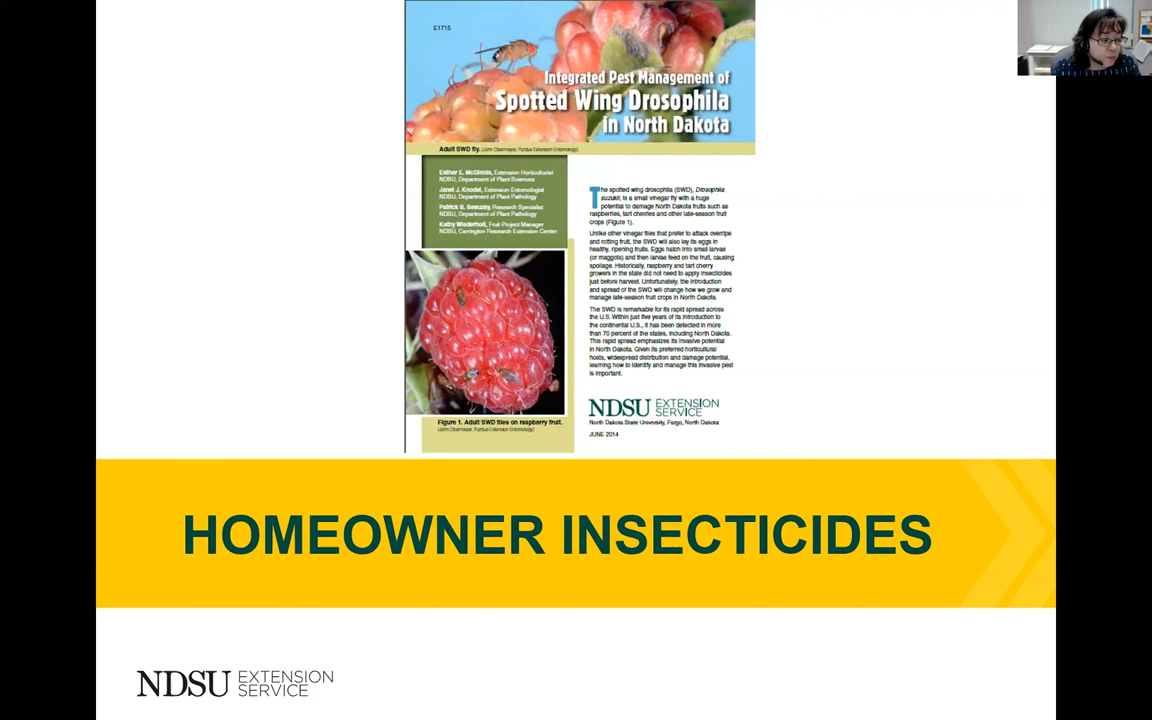 E1715
Integrated Pest Management of
Spotted Wing Drosophila
in North Dakota
Adult SWD fly. (John Obermeyer, Purdue Extension Entomology)
Esther E. McGinnis, Extension Horticulturist
NDSU, Department of Plant Sciences
Janet J. Knodel, Extension Entomologist
NDSU, Department of Plant Pathology
Patrick B. Beauzay, Research Specialist
NDSU, Department of Plant Pathology
Kathy Wiederholt, Fruit Project Manager
NDSU, Carrington Research Extension Center
The spotted wing drosophila (SWD), Drosophila
suzukii, is a small vinegar fly with a huge
potential to damage North Dakota fruits such as
raspberries, tart cherries and other late-season fruit
crops (Figure 1).
Unlike other vinegar flies that prefer to attack overripe
and rotting fruit, the SWD will also lay its eggs in
healthy, ripening fruits. Eggs hatch into small larvae
(or maggots) and then larvae feed on the fruit, causing
spoilage. Historically, raspberry and tart cherry
growers in the state did not need to apply insecticides
just before harvest. Unfortunately, the introduction
and spread of the SWD will change how we grow and
manage late-season fruit crops in North Dakota.
The SWD is remarkable for its rapid spread across
the U.S. Within just five years of its introduction to
the continental U.S., it has been detected in more
than 70 percent of the states, including North Dakota.
This rapid spread emphasizes its invasive potential
in North Dakota. Given its preferred horticultural
hosts, widespread distribution and damage potential,
learning how to identify and manage this invasive pest
is important.
Figure 1. Adult SWD flies on raspberry fruit.
(John Obermeyer, Purdue Extension Entomology)
NDSU EXTENSION
SERVICE
North Dakota State University, Fargo, North Dakota
JUNE 2014
HOMEOWNER INSECTICIDES
NDSU EXTENSION
SERVICE